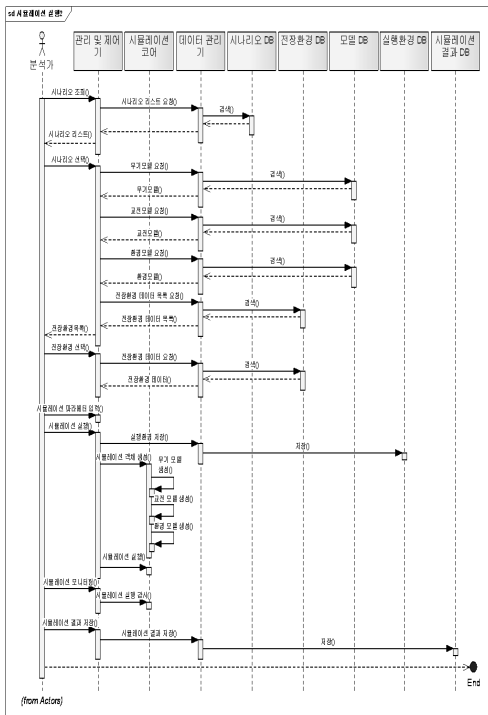 sd 시뮬레이션 실행?
분석가
관리 및 제어
기
시뮬레이션
코어
데이터 관리
기
시나리오 DB
전장환경 DB
모델 DB
실행환경 DB
시뮬레이션
결과 DB
시나리오 조회()
시나리오 리스트 요청()
검색()
시나리오 리스트()
시나리오 선택()
무기모델 요청()
검색()
무기모델()
교전모델 요청()
검색()
교전모델()
환경모델 요청()
검색()
환경모델()
전장환경 데이터 목록 요청()
검색()
전장환경 데이터 목록()
전장환경목록()
전장환경 선택()
전장환경 데이터 요청()
검색()
전장환경 데이터()
시뮬레이션 파라메터 입력()
시뮬레이션 실행()
실행환경 저장()
저장()
시뮬레이션 객체 생성()
무기 모델
생성()
교전 모델 생성()
환경 모델 생성()
시뮬레이션 실행()
시뮬레이션 모니터링()
시뮬레이션 실행 감시()
시뮬레이션 결과 저장()
시뮬레이션 결과 저장()
저장()
End
(from Actors)